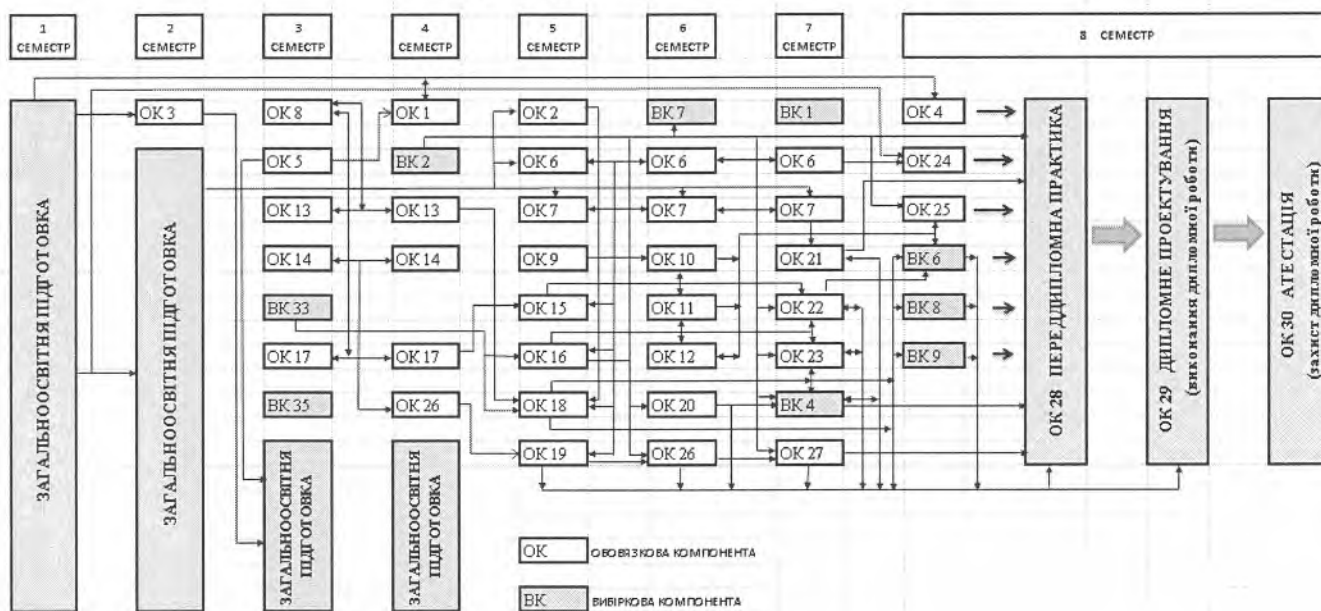 1
СЕМЕСТР
2
СЕМЕСТР
3
СЕМЕСТР
4
СЕМЕСТР
5
СЕМЕСТР
6
СЕМЕСТР
7
СЕМЕСТР
8 СЕМЕСТР
ЗАГАЛЬНООСВІТНЯ ПІДГОТОВКА
ОК 3
ЗАГАЛЬНООСВІТНЯ ПІДГОТОВКА
ОК 8
ОК 5
ОК 13
ОК 14
ВК 33
ОК 17
ВК 35
ЗАГАЛЬНООСВІТНЯ
ПІДГОТОВКА
ОК 1
ВК 2
ОК 13
ОК 14
ОК 17
ОК 26
ЗАГАЛЬНООСВІТНЯ
ПІДГОТОВКА
ОК 2
ОК 6
ОК 7
ОК 9
ОК 15
ОК 16
ОК 18
ОК 19
ВК 7
ОК 6
ОК 7
ОК 10
ОК 11
ОК 12
ОК 20
ОК 26
ВК 1
ОК 6
ОК 7
ОК 21
ОК 22
ОК 23
ВК 4
ОК 27
ОК 4
ОК 24
ОК 25
ВК 6
ВК 8
ВК 9
ОК 28 ПЕРЕДДИПЛОМНА ПРАКТИКА
ОК 29 ДИПЛОМНЕ ПРОЕКТУВАННЯ
(виконання дипломної роботи)
ОК 30 АТЕСТАЦІЯ
(захист дипломної роботи)
ОК ОБОВЯЗКОВА КОМПОНЕНТА
ВК ВИБІРКОВА КОМПОНЕНТА